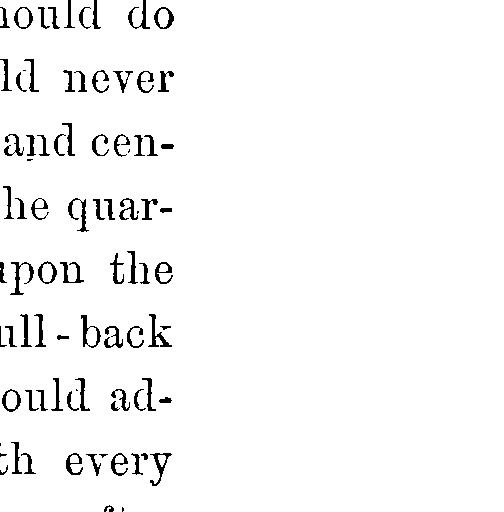 hould do
ld never
and cen-
he quar-
upon the
ull-back
ould ad-
th every